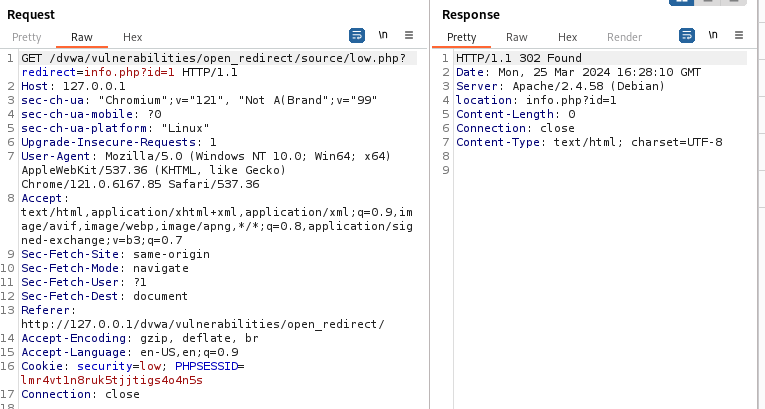 Request
Pretty Raw Hex \n
1 GET /dvwa/vulnerabilities/open_redirect/source/low.php?
redirect=info.php?id=1 HTTP/1.1
2 Host: 127.0.0.1
3 sec-ch-ua: "Chromium";v="121", "Not A(Brand";v="99"
4 sec-ch-ua-mobile: ?0
5 sec-ch-ua-platform: "Linux"
6 Upgrade-Insecure-Requests: 1
7 User-Agent: Mozilla/5.0 (Windows NT 10.0; Win64; x64)
AppleWebKit/537.36 (KHTML, like Gecko)
Chrome/121.0.6167.85 Safari/537.36
8 Accept:
text/html,application/xhtml+xml,application/xml;q=0.9,im
age/avif,image/webp,image/apng,*/*;q=0.8,application/sig
ned-exchange;v=b3;q=0.7
9 Sec-Fetch-Site: same-origin
10 Sec-Fetch-Mode: navigate
11 Sec-Fetch-User: ?1
12 Sec-Fetch-Dest: document
13 Referer:
http://127.0.0.1/dvwa/vulnerabilities/open_redirect/
14 Accept-Encoding: gzip, deflate, br
15 Accept-Language: en-US,en;q=0.9
16 Cookie: security=low; PHPSESSID=
lmr4vt1n8ruk5tjjtigs4o4n5s
17 Connection: close
18
Response
Pretty Raw Hex Render \n
1 HTTP/1.1 302 Found
2 Date: Mon, 25 Mar 2024 16:28:10 GMT
3 Server: Apache/2.4.58 (Debian)
4 location: info.php?id=1
5 Content-Length: 0
6 Connection: close
7 Content-Type: text/html; charset=UTF-8
8
9